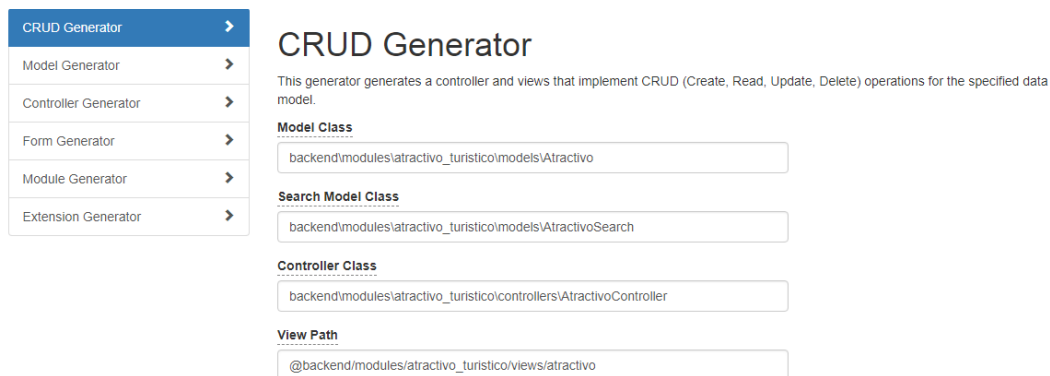 CRUD Generator
Model Generator
Controller Generator
Form Generator
Module Generator
Extension Generator
CRUD Generator
This generator generates a controller and views that implement CRUD (Create, Read, Update, Delete) operations for the specified data
model.
Model Class
backend\modules\atractivo_turistico\models\Atractivo
Search Model Class
backend\modules\atractivo_turistico\models\AtractivoSearch
Controller Class
backend\modules\atractivo_turistico\controllers\AtractivoController
View Path
@backend/modules/atractivo_turistico/views/atractivo